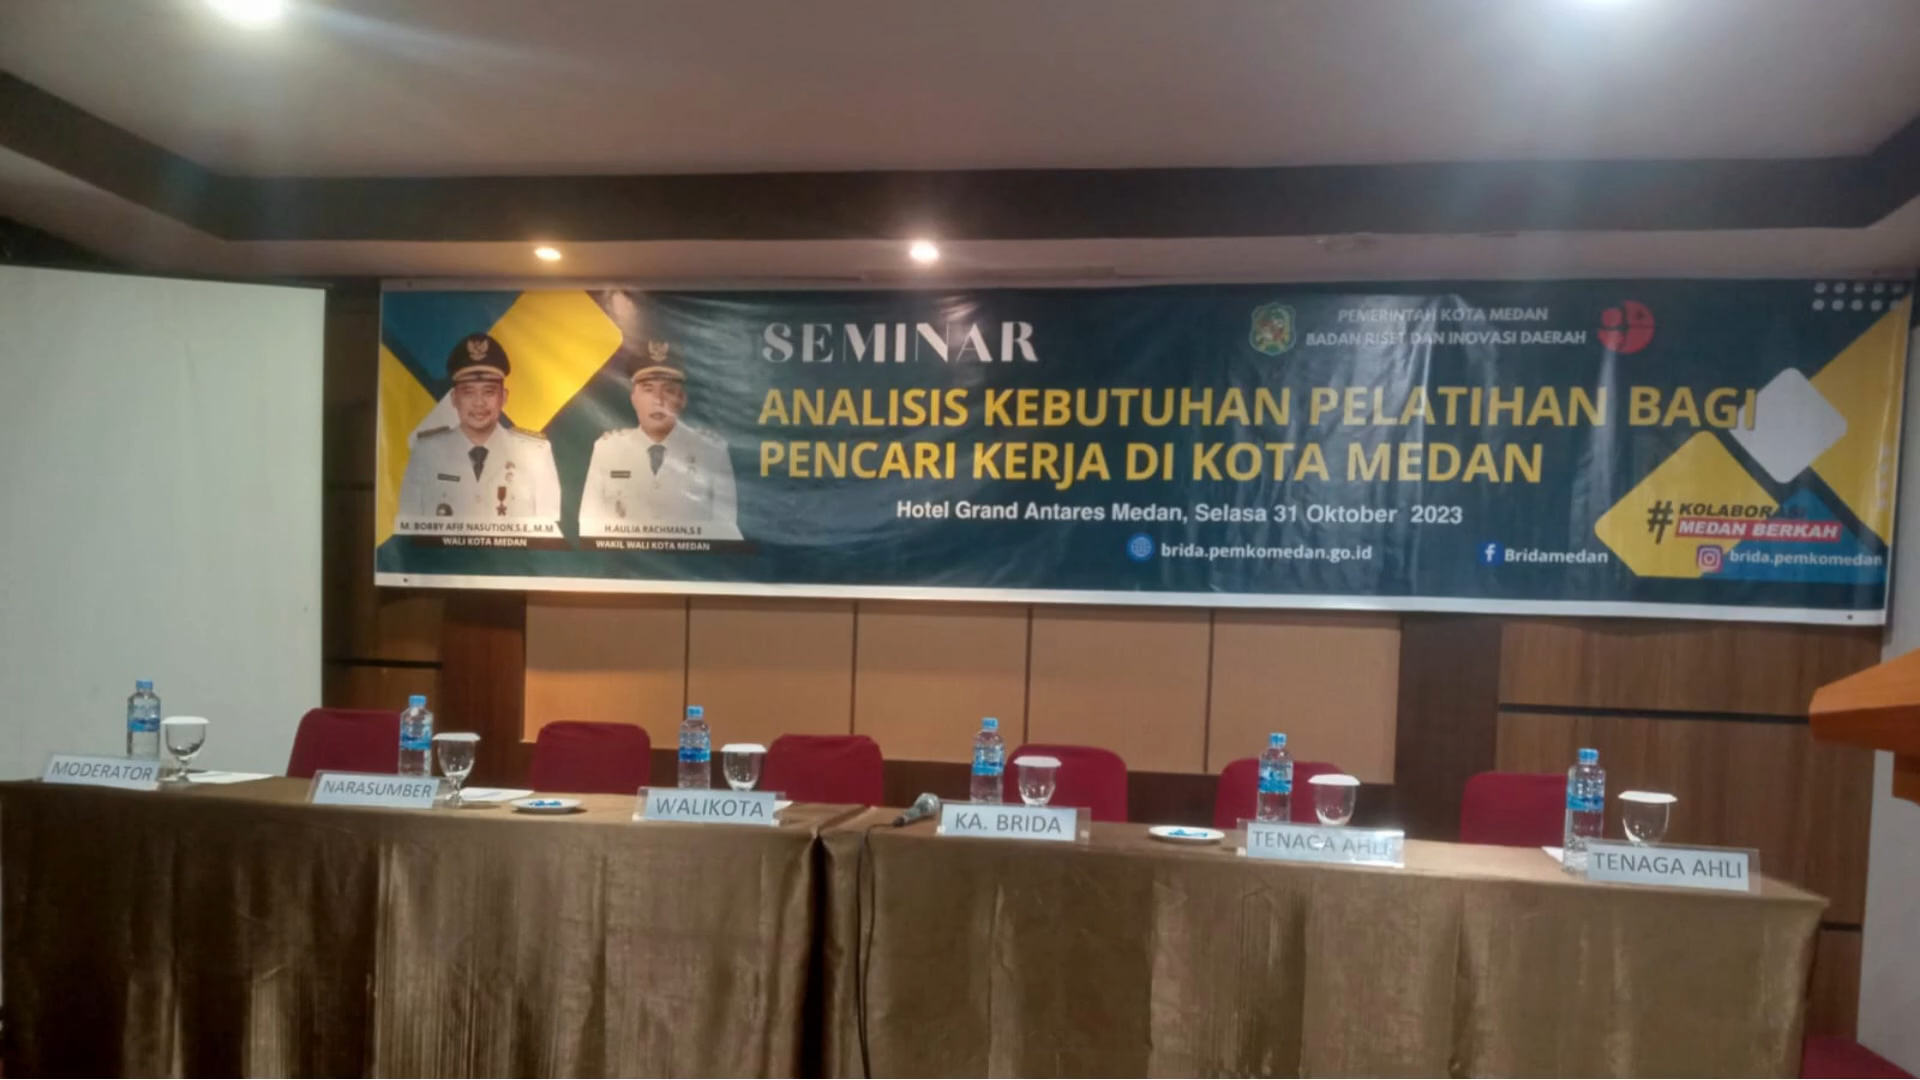 SEMINAR
PEMERINTAH KOTA MEDAN
BADAN RISET DAN INOVASI DAERAH
ANALISIS KEBUTUHAN PELATIHAN BAGI
PENCARI KERJA DI KOTA MEDAN
Hotel Grand Antares Medan, Selasa 31 Oktober 2023
M. BOBBY AFIF NASUTION,S.E, M.M
WALI KOTA MEDAN
H.AULIA RACHMAN,S.E
WAKIL WALI KOTA MEDAN
#KOLABORASI
MEDAN BERKAH
brida.pemkomedan.go.id
Bridamedan
brida.pemkomedan
MODERATOR
NARASUMBER
WALIKOTA
KA. BRIDA
TENAGA AHLI
TENAGA AHLI